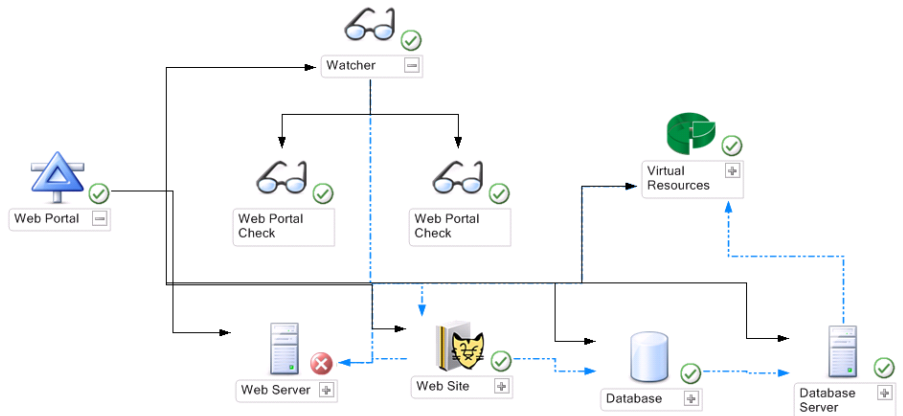 Watcher
Virtual
Resources
Web Portal
Web Portal
Check
Web Portal
Check
Web Server
Web Site
Database
Database
Server